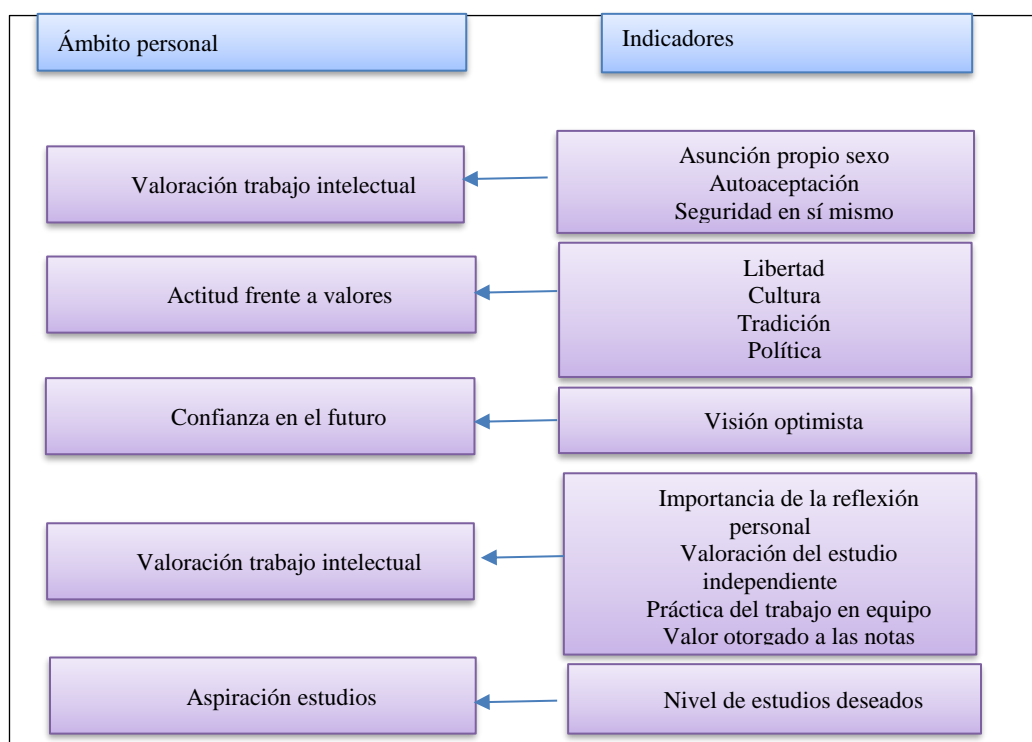 Ámbito personal
Indicadores
Valoración trabajo intelectual
Asunción propio sexo
Autoaceptación
Seguridad en sí mismo
Actitud frente a valores
Libertad
Cultura
Tradición
Política
Confianza en el futuro
Visión optimista
Valoración trabajo intelectual
Importancia de la reflexión
personal
Valoración del estudio
independiente
Práctica del trabajo en equipo
Valor otorgado a las notas
Aspiración estudios
Nivel de estudios deseados